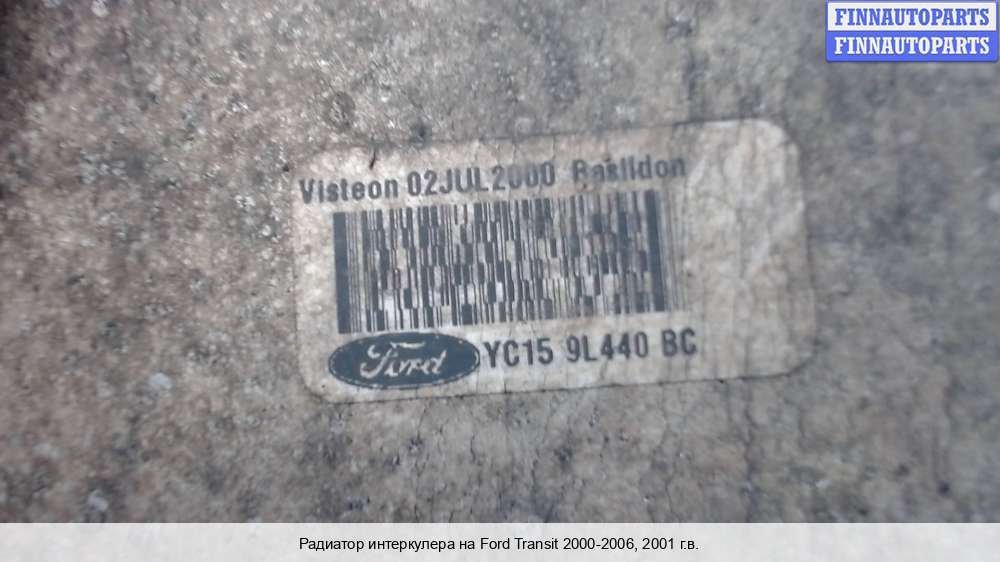 FINNAUTOPARTS
FINNAUTOPARTS
Visteon 02JUL2000 Basildon
Ford YC15 9L440 BC
Радиатор интеркулера на Ford Transit 2000-2006, 2001 г.в.